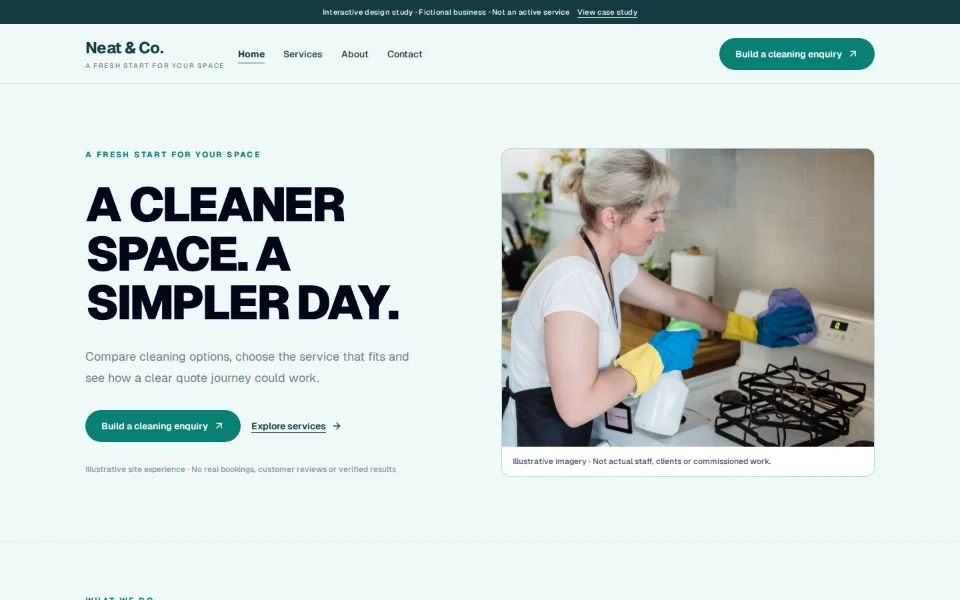 Interactive design study · Fictional business · Not an active service View case study
Neat & Co.
A FRESH START FOR YOUR SPACE
Home Services About Contact
Build a cleaning enquiry ↗
A FRESH START FOR YOUR SPACE
A CLEANER
SPACE. A
SIMPLER DAY.
Compare cleaning options, choose the service that fits and
see how a clear quote journey could work.
Build a cleaning enquiry ↗ Explore services →
Illustrative site experience · No real bookings, customer reviews or verified results
Illustrative imagery · Not actual staff, clients or commissioned work.
WHAT WE DO